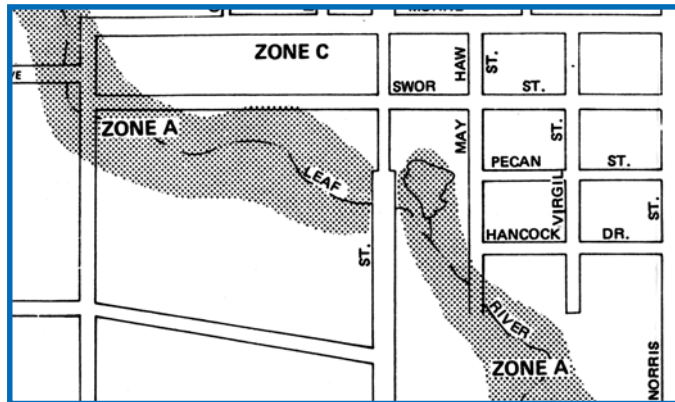 ZONE C
HAW
ST.
SWOR ST.
VE
ZONE A
MAY
ST.
PECAN ST.
LEAF
VIRGIL
ST.
HANCOCK DR.
ST.
RIVER
ZONE A
NORRIS